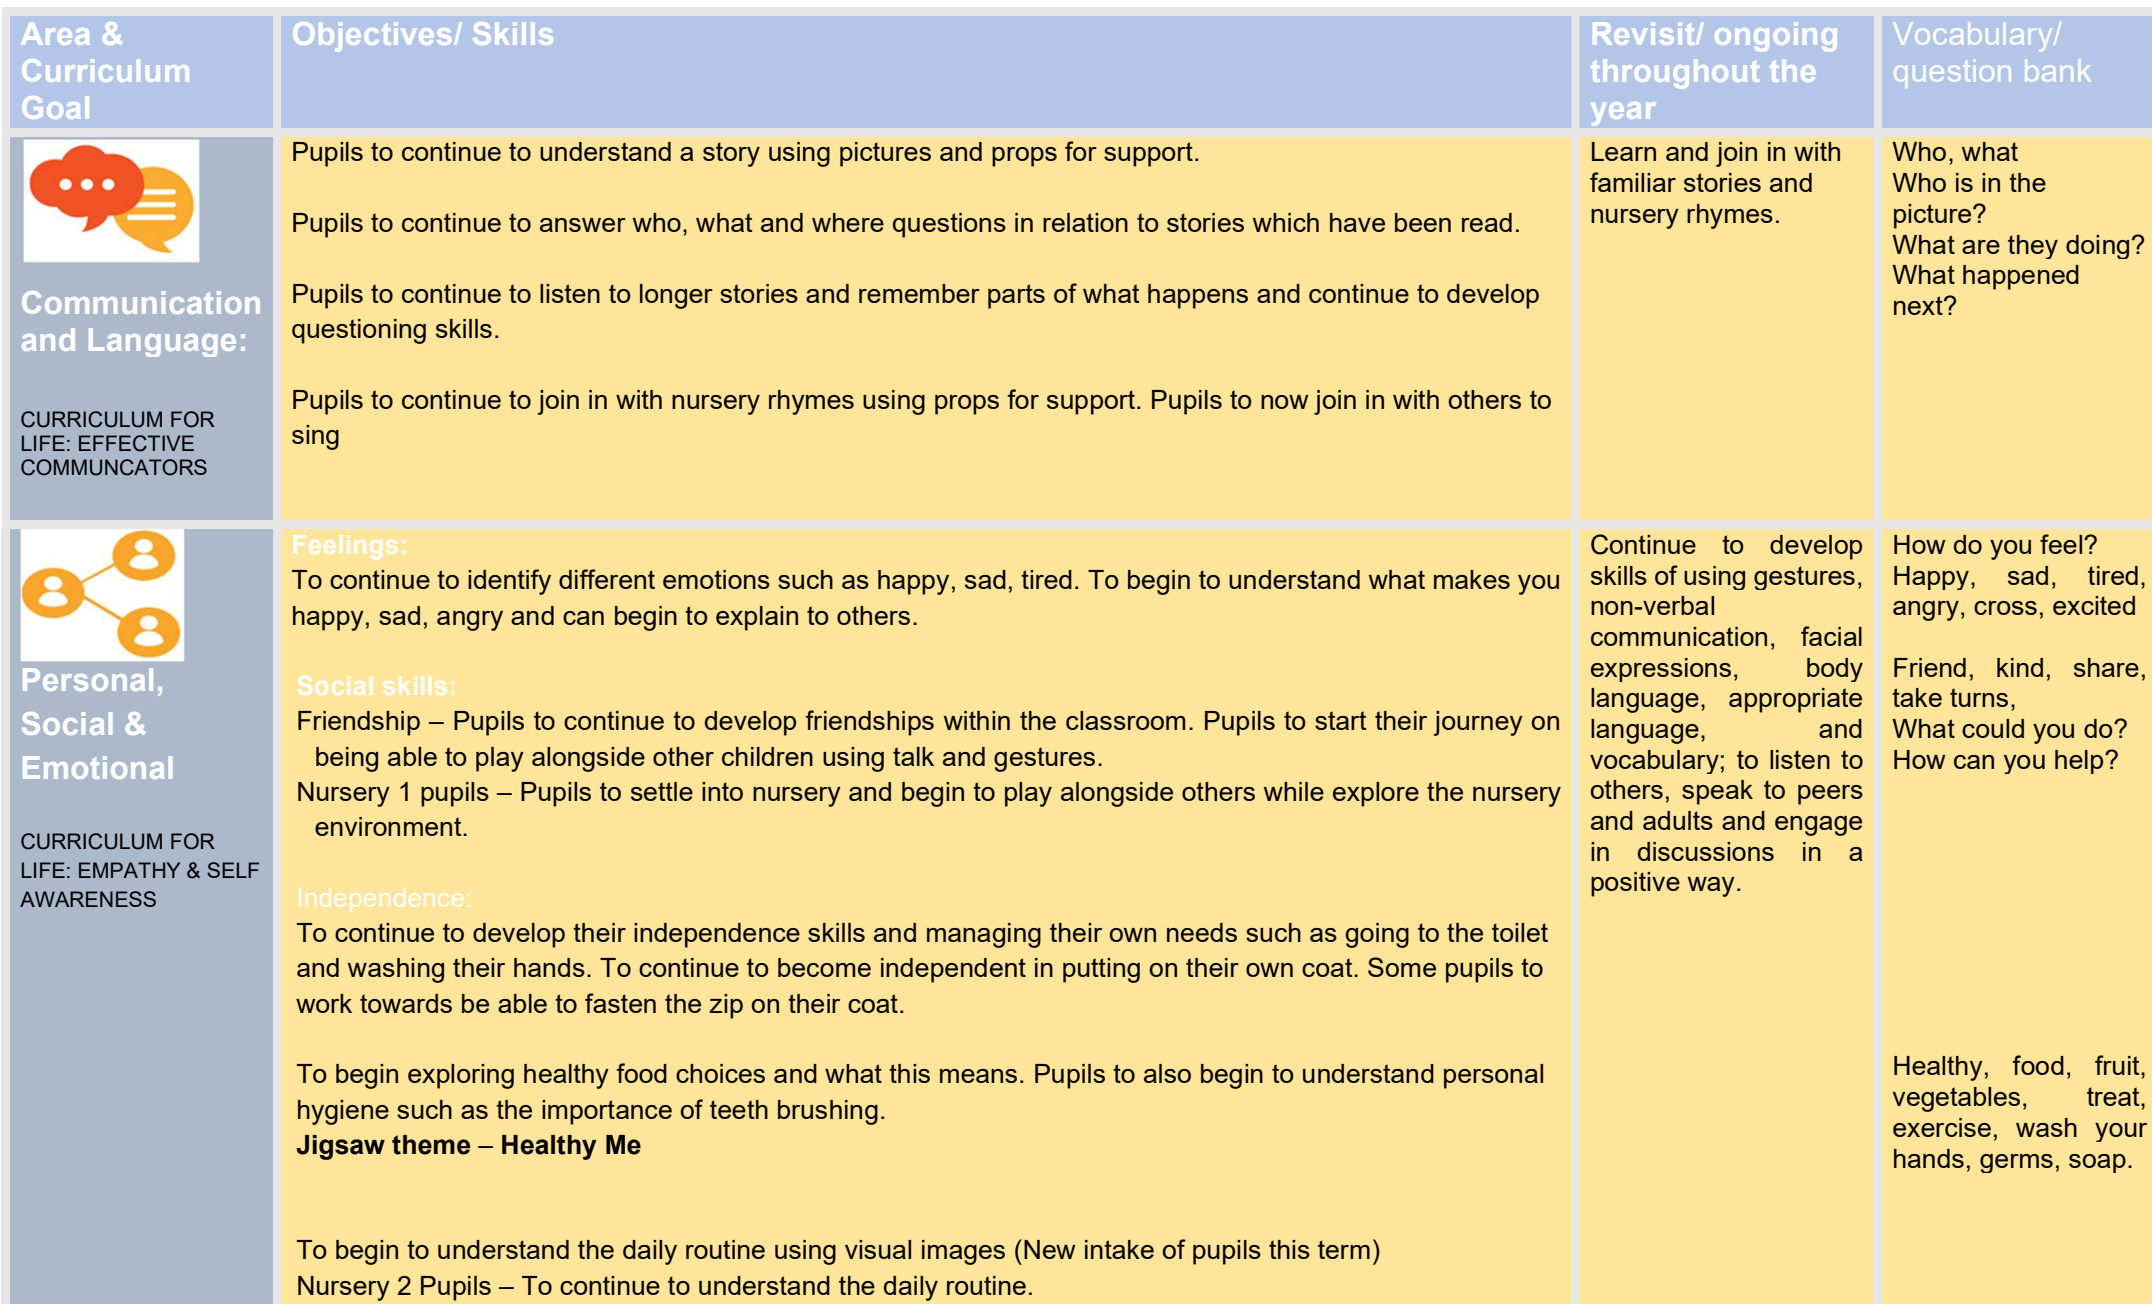 Area &
Curriculum
Goal
Objectives/ Skills
Revisit/ ongoing
throughout the
year
Vocabulary/
question bank
Communication
and Language:
CURRICULUM FOR
LIFE: EFFECTIVE
COMMUNCATORS
Pupils to continue to understand a story using pictures and props for support.
Pupils to continue to answer who, what and where questions in relation to stories which have been read.
Pupils to continue to listen to longer stories and remember parts of what happens and continue to develop
questioning skills.
Pupils to continue to join in with nursery rhymes using props for support. Pupils to now join in with others to
sing
Learn and join in with
familiar stories and
nursery rhymes.
Who, what
Who is in the
picture?
What are they doing?
What happened
next?
Personal,
Social &
Emotional
CURRICULUM FOR
LIFE: EMPATHY & SELF
AWARENESS
Feelings:
To continue to identify different emotions such as happy, sad, tired. To begin to understand what makes you
happy, sad, angry and can begin to explain to others.
Social skills:
Friendship – Pupils to continue to develop friendships within the classroom. Pupils to start their journey on
being able to play alongside other children using talk and gestures.
Nursery 1 pupils – Pupils to settle into nursery and begin to play alongside others while explore the nursery
environment.
Independence:
To continue to develop their independence skills and managing their own needs such as going to the toilet
and washing their hands. To continue to become independent in putting on their own coat. Some pupils to
work towards be able to fasten the zip on their coat.
To begin exploring healthy food choices and what this means. Pupils to also begin to understand personal
hygiene such as the importance of teeth brushing.
Jigsaw theme – Healthy Me
To begin to understand the daily routine using visual images (New intake of pupils this term)
Nursery 2 Pupils – To continue to understand the daily routine.
Continue to develop
skills of using gestures,
non-verbal
communication, facial
expressions, body
language, appropriate
language, and
vocabulary; to listen to
others, speak to peers
and adults and engage
in discussions in a
positive way.
How do you feel?
Happy, sad, tired,
angry, cross, excited
Friend, kind, share,
take turns,
What could you do?
How can you help?
Healthy, food, fruit,
vegetables, treat,
exercise, wash your
hands, germs, soap.